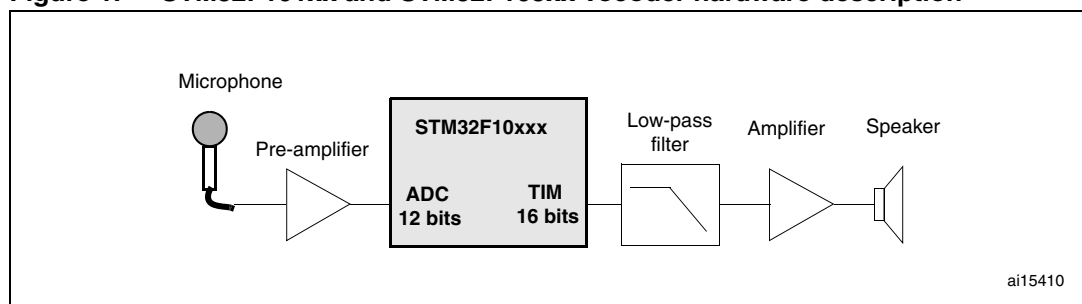 Microphone
Pre-amplifier
STM32F10xxx
ADC
12 bits
TIM
16 bits
Low-pass
filter
Amplifier
Speaker
ai15410